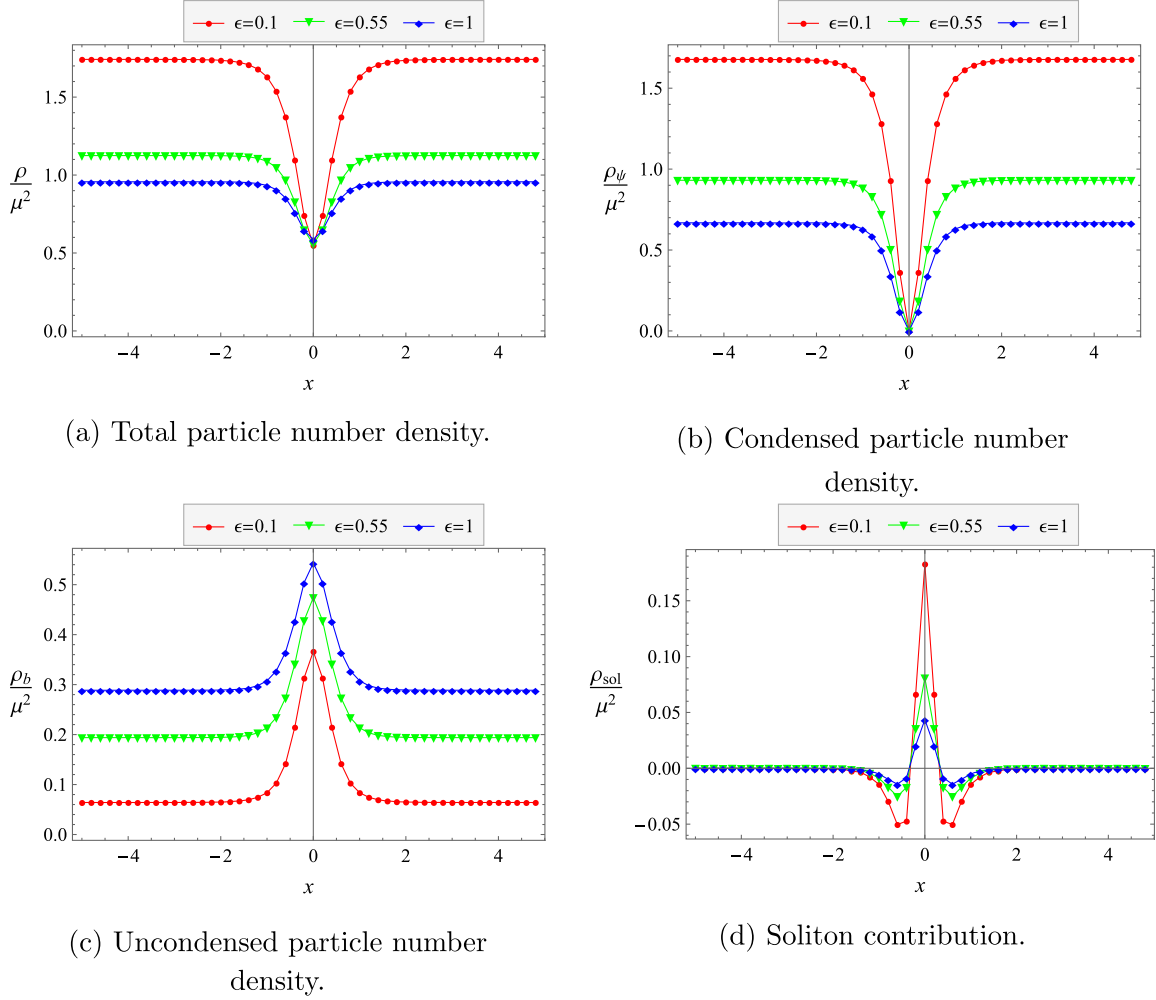 ϵ=0.1 ϵ=0.55 ϵ=1
ρ/μ²
1.5
1.0
0.5
0.0
−4 −2 0 2 4
x
(a) Total particle number density.
ϵ=0.1 ϵ=0.55 ϵ=1
ρψ/μ²
1.5
1.0
0.5
0.0
−4 −2 0 2 4
x
(b) Condensed particle number
density.
ϵ=0.1 ϵ=0.55 ϵ=1
ρb/μ²
0.5
0.4
0.3
0.2
0.1
0.0
−4 −2 0 2 4
x
(c) Uncondensed particle number
density.
ϵ=0.1 ϵ=0.55 ϵ=1
ρsol/μ²
0.15
0.10
0.05
0.00
−0.05
−4 −2 0 2 4
x
(d) Soliton contribution.